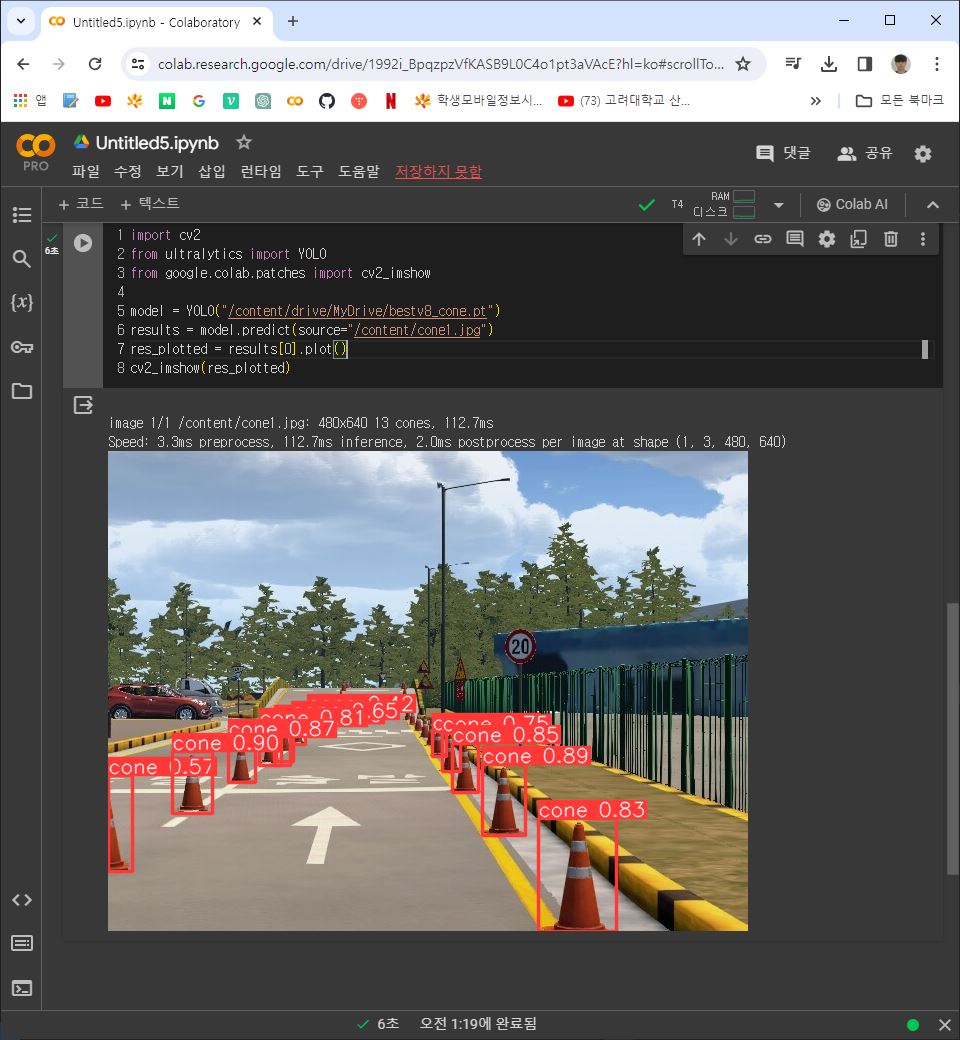 Untitled5.ipynb - Colaboratory
colab.research.google.com/drive/1992i_BpqzpzVfKASB9L0C4o1pt3aVAcE?hl=ko#scrollTo...
앱
학생모바일정보시...
(73) 고려대학교 산...
모든 북마크
PRO
Untitled5.ipynb
댓글
공유
파일 수정 보기 삽입 런타임 도구 도움말 저장하지 못함
+ 코드 + 텍스트
T4
RAM
디스크
Colab AI
6초
1 import cv2
2 from ultralytics import YOLO
3 from google.colab.patches import cv2_imshow
4
5 model = YOLO("/content/drive/MyDrive/bestv8_cone.pt")
6 results = model.predict(source="/content/cone1.jpg")
7 res_plotted = results[0].plot()
8 cv2_imshow(res_plotted)
{x}
image 1/1 /content/cone1.jpg: 480x640 13 cones, 112.7ms
Speed: 3.3ms preprocess, 112.7ms inference, 2.0ms postprocess per image at shape (1, 3, 480, 640)
20
cone 0.75
0.87
cone 0.85
cone 0.90
cone 0.89
cone 0.57
cone 0.83
6초 오전 1:19에 완료됨